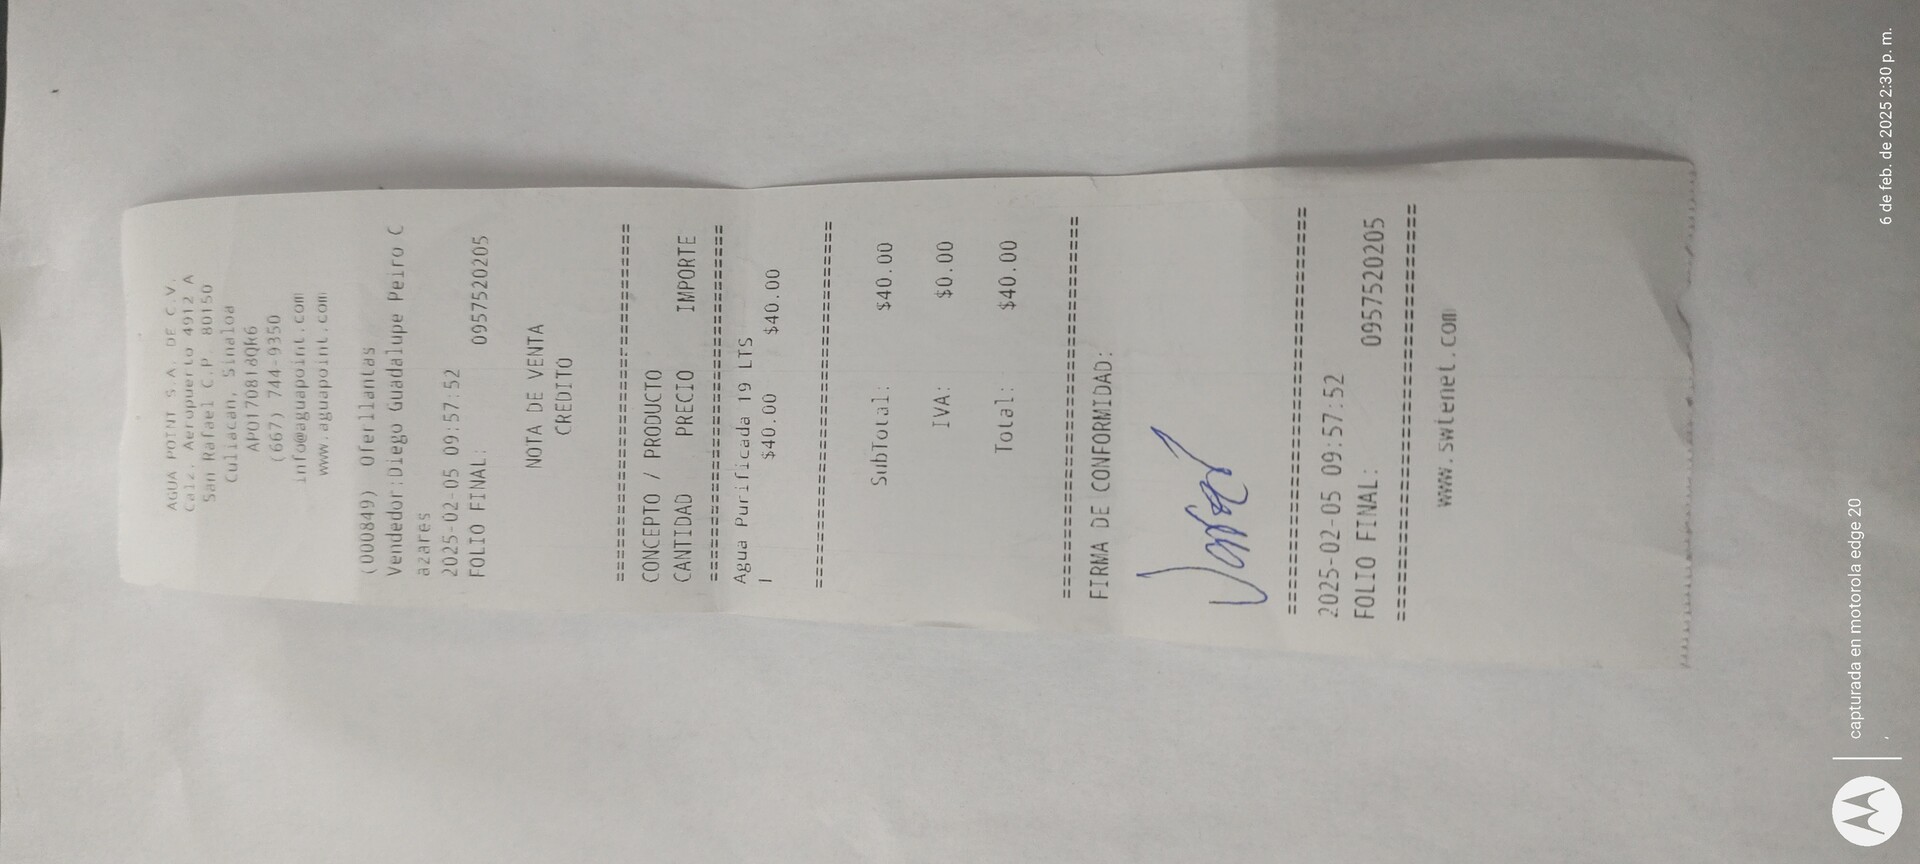 AGUA POINT S.A. DE C.V.
Calz. Aeropuerto 4912 A
San Rafael C.P. 80150
Culiacan, Sinaloa
APO170818QR6
(667) 744-9350
info@aguapoint.com
www.aguapoint.com
(000849) Oferllantas
Vendedor:Diego Guadalupe Peiro C
azares
2025-02-05 09:57:52
FOLIO FINAL: 0957520205
NOTA DE VENTA
CREDITO
================================
CONCEPTO / PRODUCTO
CANTIDAD PRECIO IMPORTE
================================
Agua Purificada 19 LTS
1 $40.00 $40.00
================================
SubTotal: $40.00
IVA: $0.00
Total: $40.00
================================
FIRMA DE CONFORMIDAD:
================================
2025-02-05 09:57:52
FOLIO FINAL: 0957520205
================================
www.swtenet.com
capturada en motorola edge 20
,
6 de feb. de 2025 2:30 p. m.